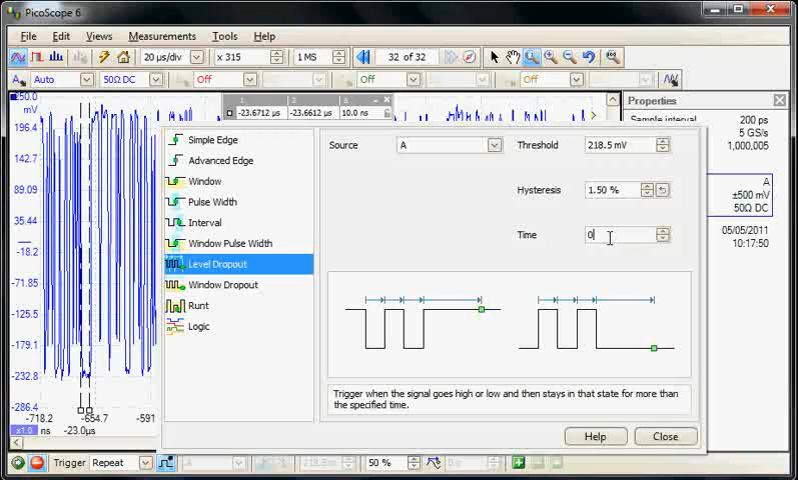 PicoScope 6
File Edit Views Measurements Tools Help
20 µs/div x 315 1 MS 32 of 32
A Auto 50Ω DC Off Off Off
250.0
mV
196.4
142.7
89.09
35.44
-18.2
-125.5
-179.2
-232.8
-286.4
-718.2 -654.7 -591
x1.0 ns -23.0µs
1 2
-23.6712 µs -23.6612 µs 10.0 ns
Properties
Sample interval 200 ps
5 GS/s
1,000,005
A
±500 mV
50Ω DC
05/05/2011
10:17:50
Simple Edge
Advanced Edge
Window
Pulse Width
Interval
Window Pulse Width
Level Dropout
Window Dropout
Runt
Logic
Source A Threshold 218.5 mV
Hysteresis 1.50 %
Time 0
Trigger when the signal goes high or low and then stays in that state for more than
the specified time.
Help Close
Trigger Repeat A 50 %